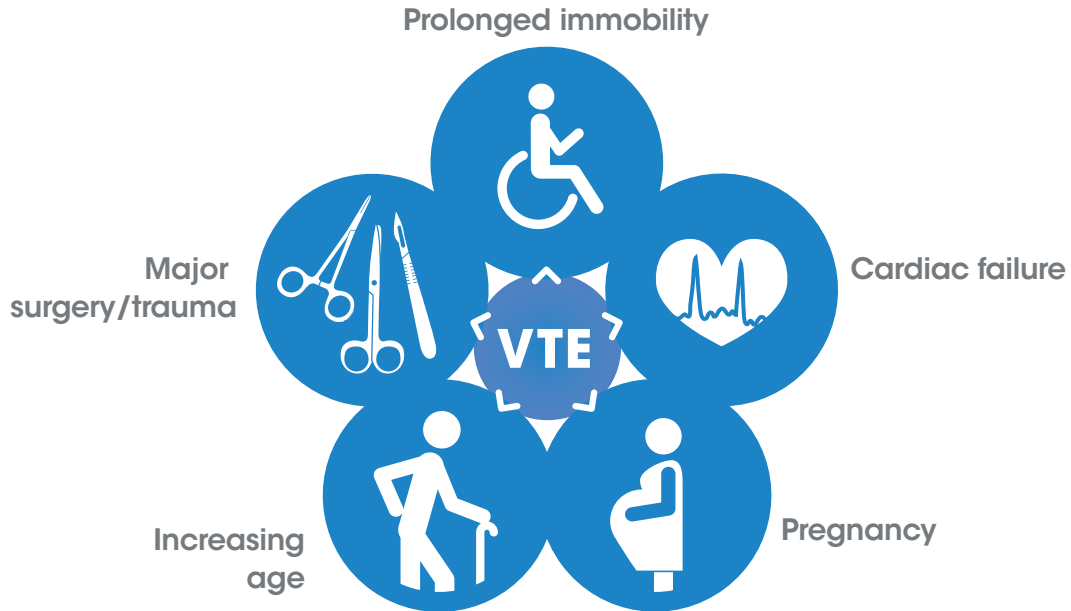 Prolonged immobility
Major
surgery/trauma
Cardiac failure
VTE
Increasing
age
Pregnancy